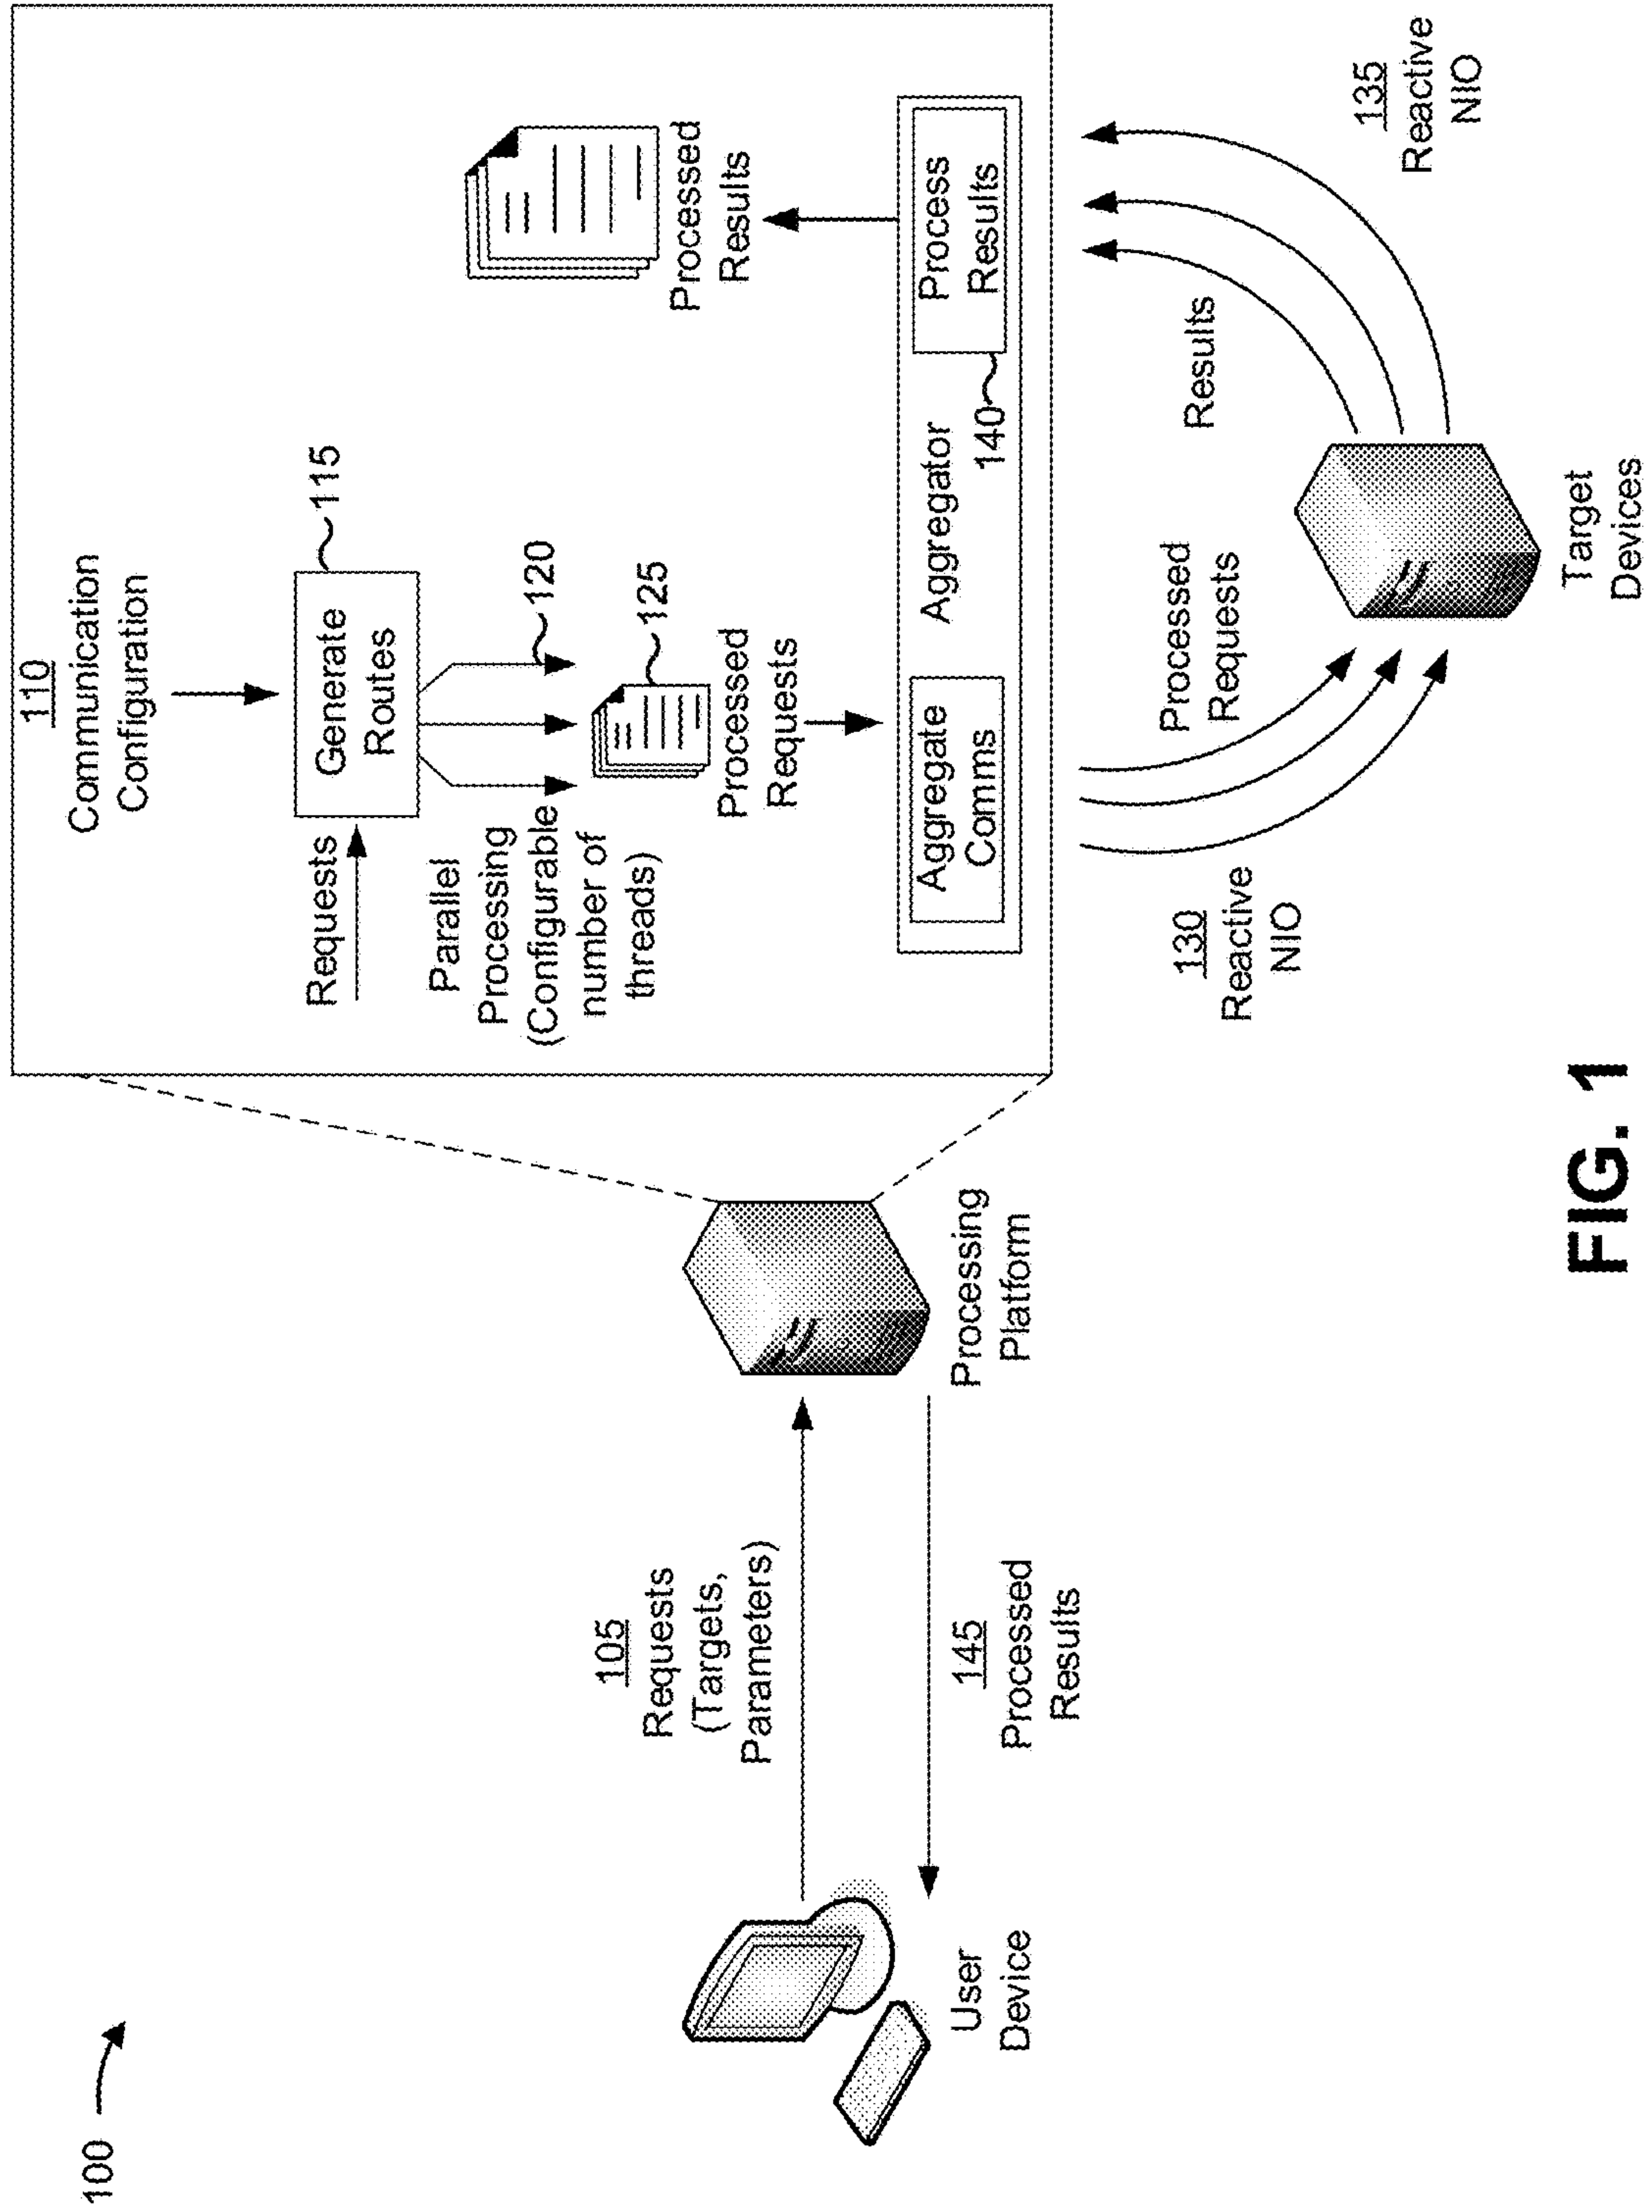 100
110
Communication
Configuration
Requests
Generate
Routes
115
Parallel
Processing
(Configurable
number of
threads)
120
125
Processed
Requests
Processed
Results
Aggregate
Comms
Aggregator
140
Process
Results
105
Requests
(Targets,
Parameters)
145
Processed
Results
User
Device
Processing
Platform
130
Reactive
NIO
Processed
Requests
Results
135
Reactive
NIO
Target
Devices
FIG. 1